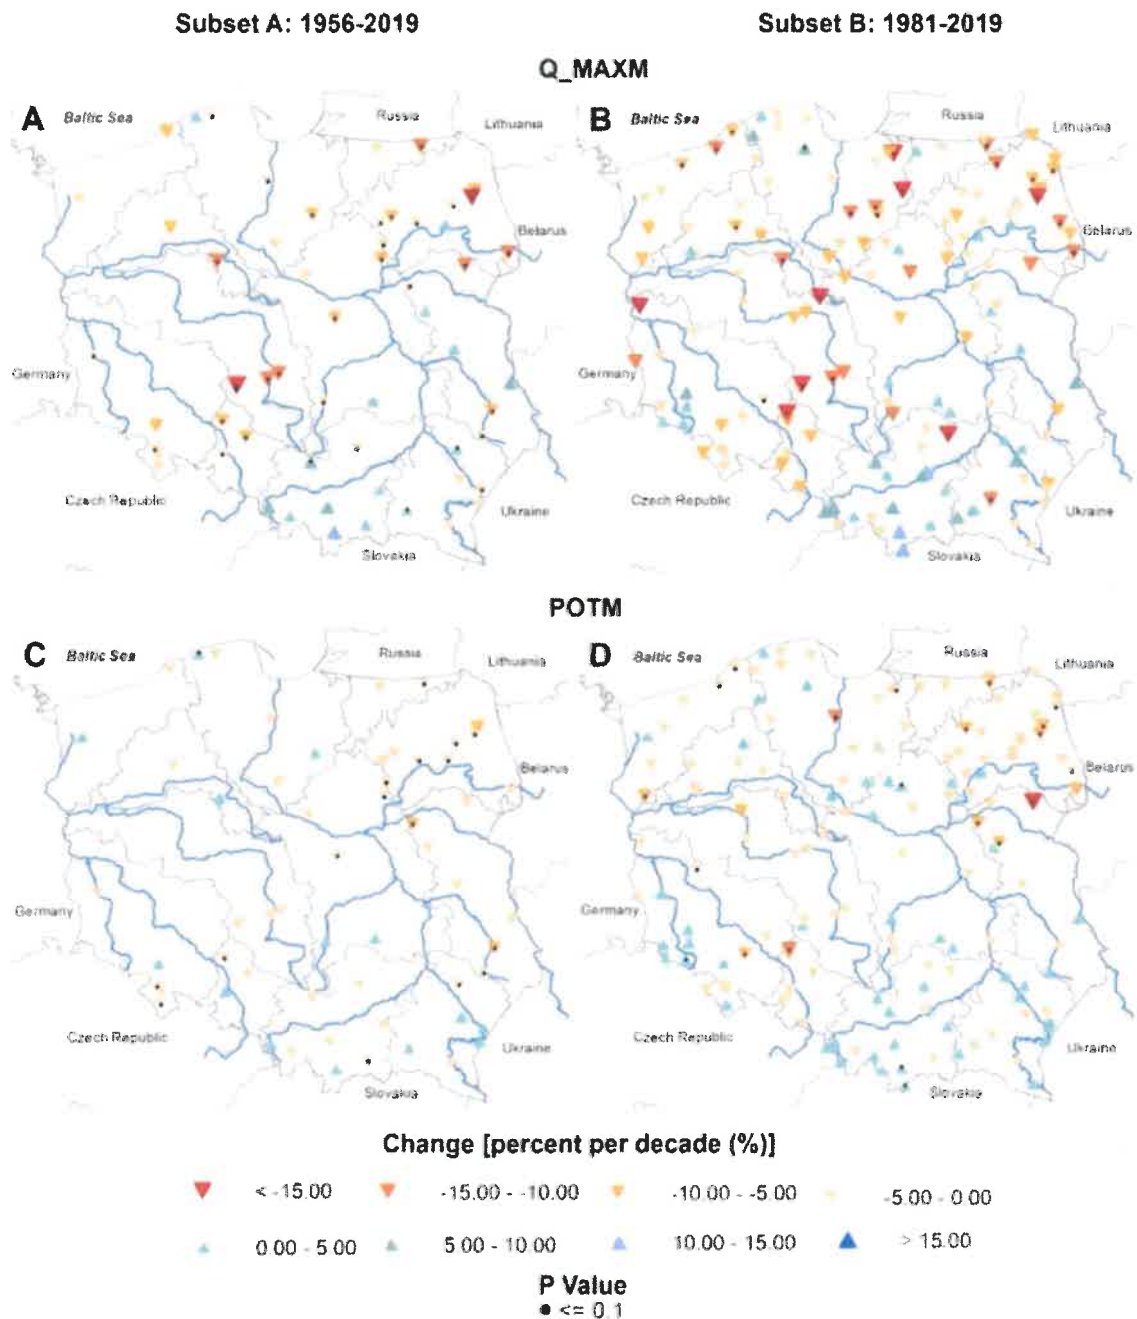 Subset A: 1956-2019
Subset B: 1981-2019
Q_MAXM
A
Baltic Sea
Russia
Lithuania
Belarus
Germany
Czech Republic
Slovakia
Ukraine
B
Baltic Sea
Russia
Lithuania
Belarus
Germany
Czech Republic
Slovakia
Ukraine
POTM
C
Baltic Sea
Russia
Lithuania
Belarus
Germany
Czech Republic
Slovakia
Ukraine
D
Baltic Sea
Russia
Lithuania
Belarus
Germany
Czech Republic
Slovakia
Ukraine
Change [percent per decade (%)]
< -15.00
-15.00 - -10.00
-10.00 - -5.00
-5.00 - 0.00
0.00 - 5.00
5.00 - 10.00
10.00 - 15.00
> 15.00
P Value
<= 0.1